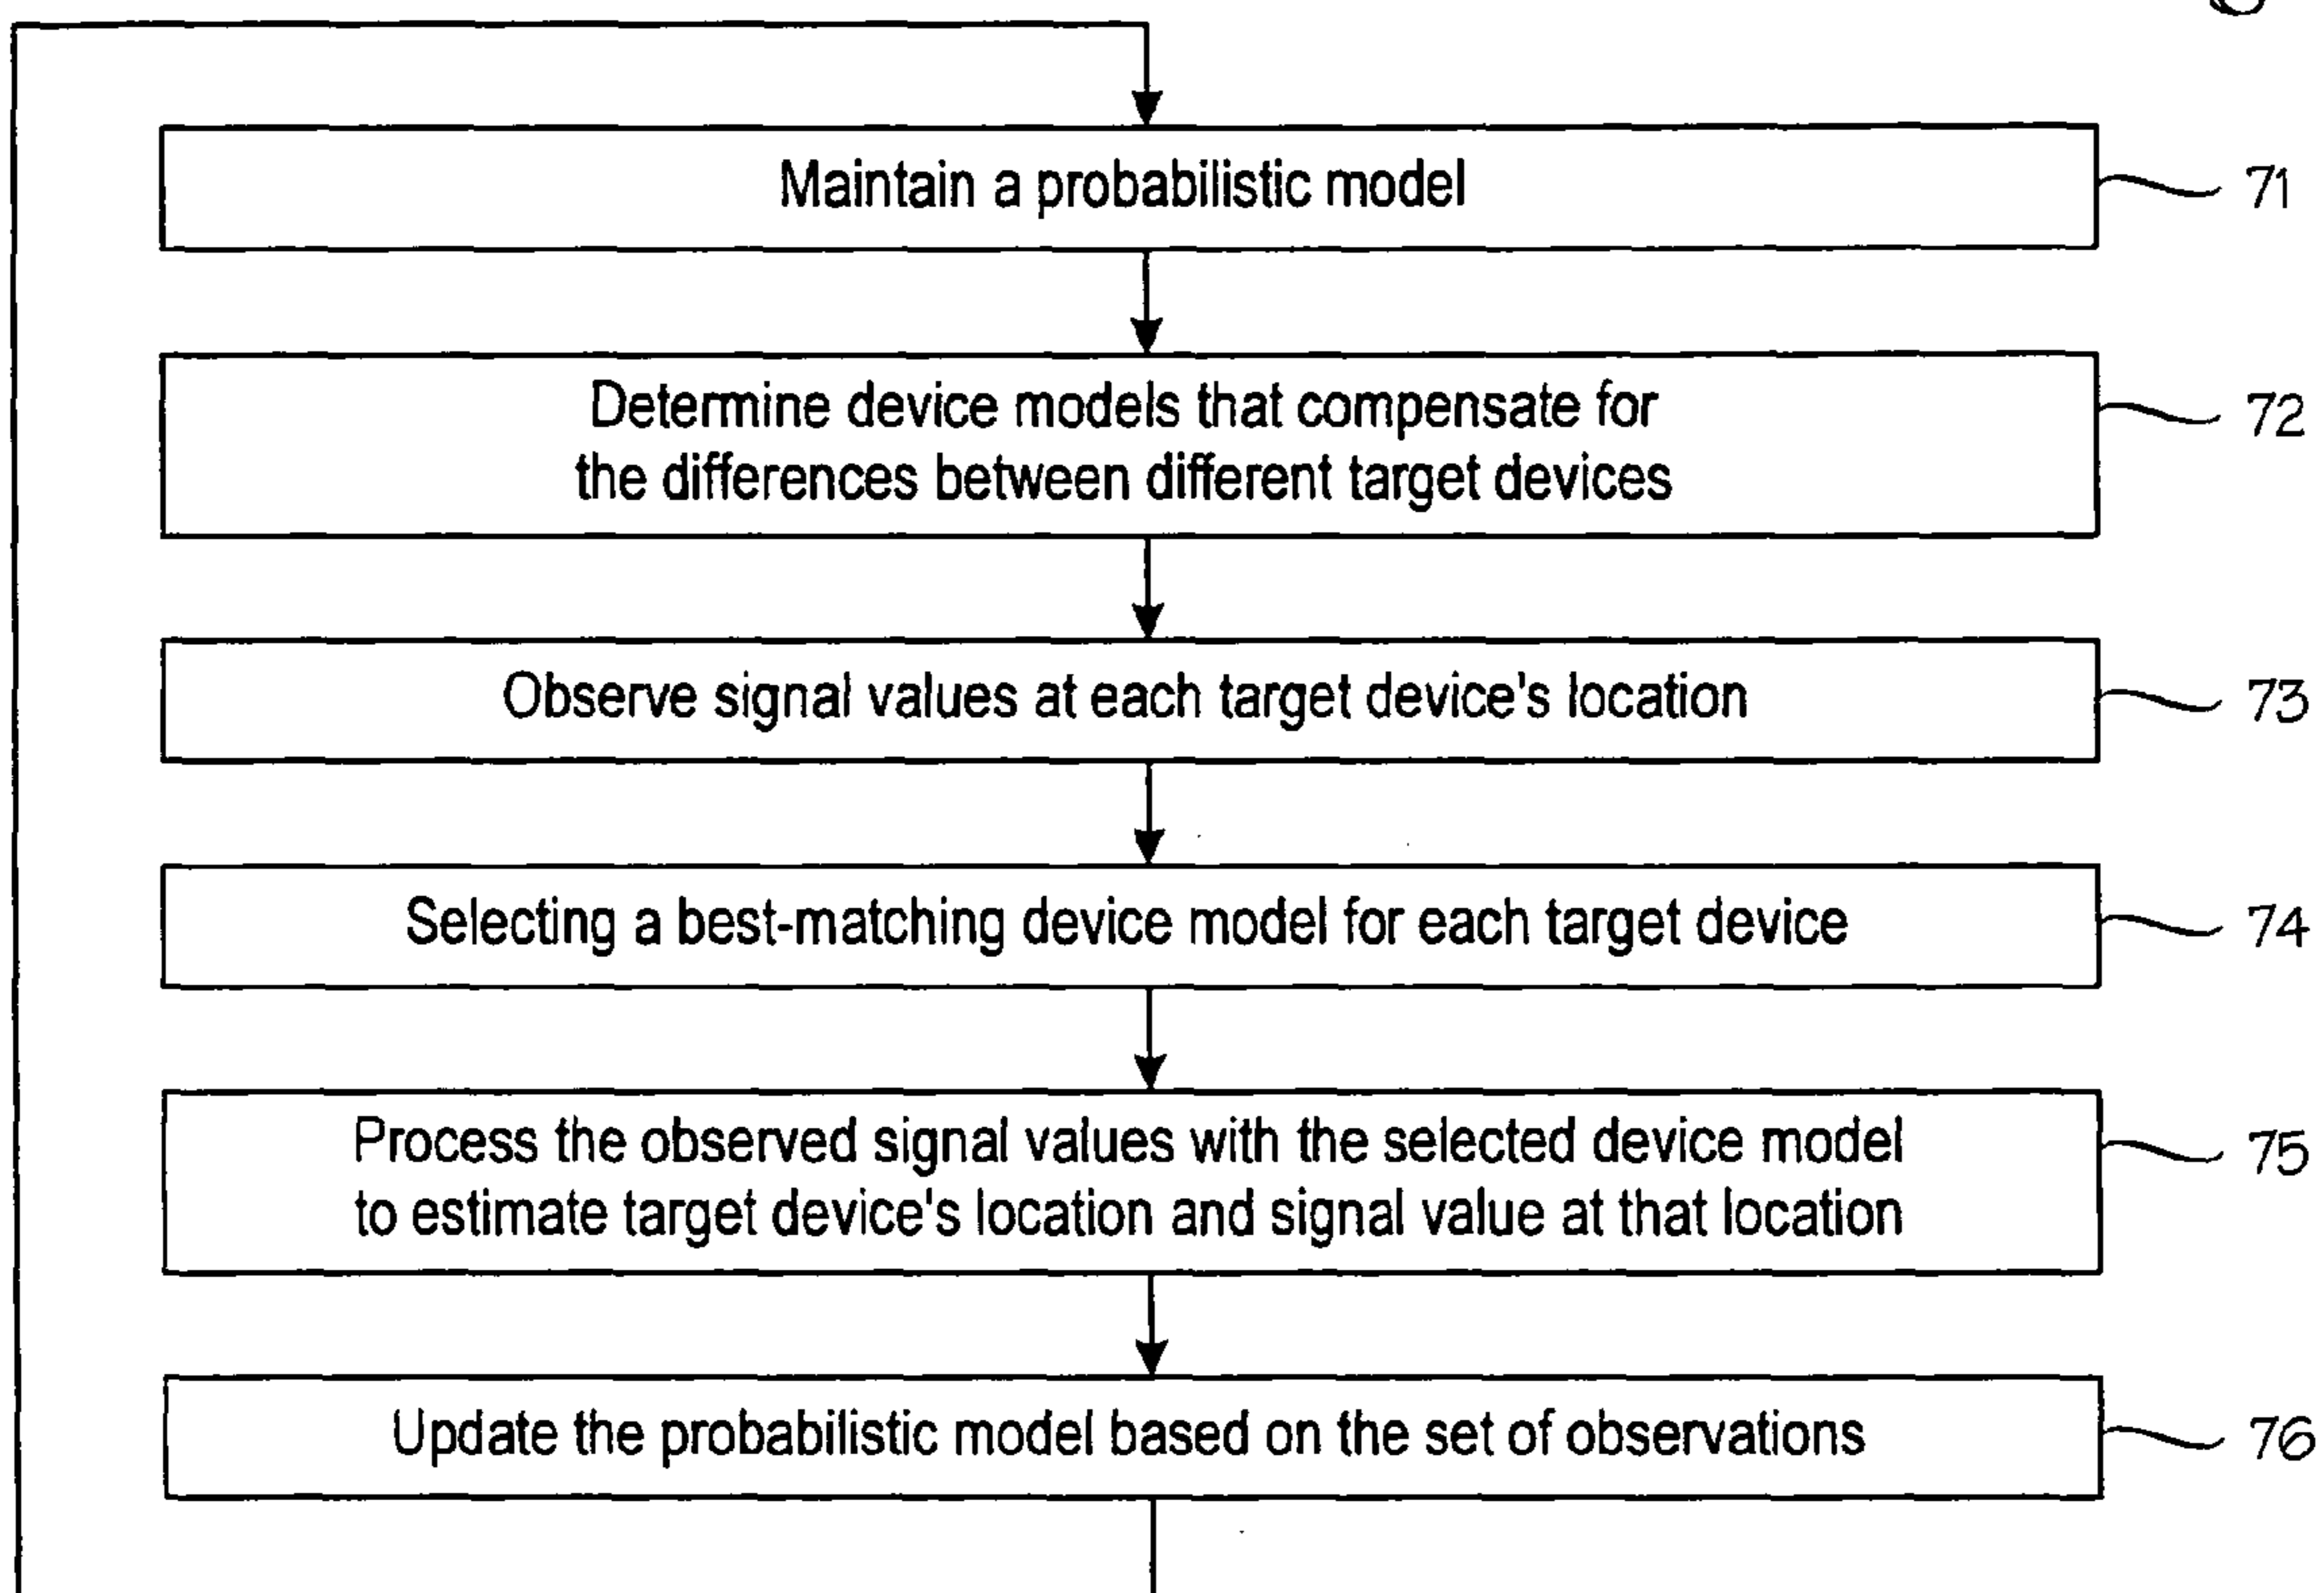 Maintain a probabilistic model
71
Determine device models that compensate for
the differences between different target devices
72
Observe signal values at each target device's location
73
Selecting a best-matching device model for each target device
74
Process the observed signal values with the selected device model
to estimate target device's location and signal value at that location
75
Update the probabilistic model based on the set of observations
76